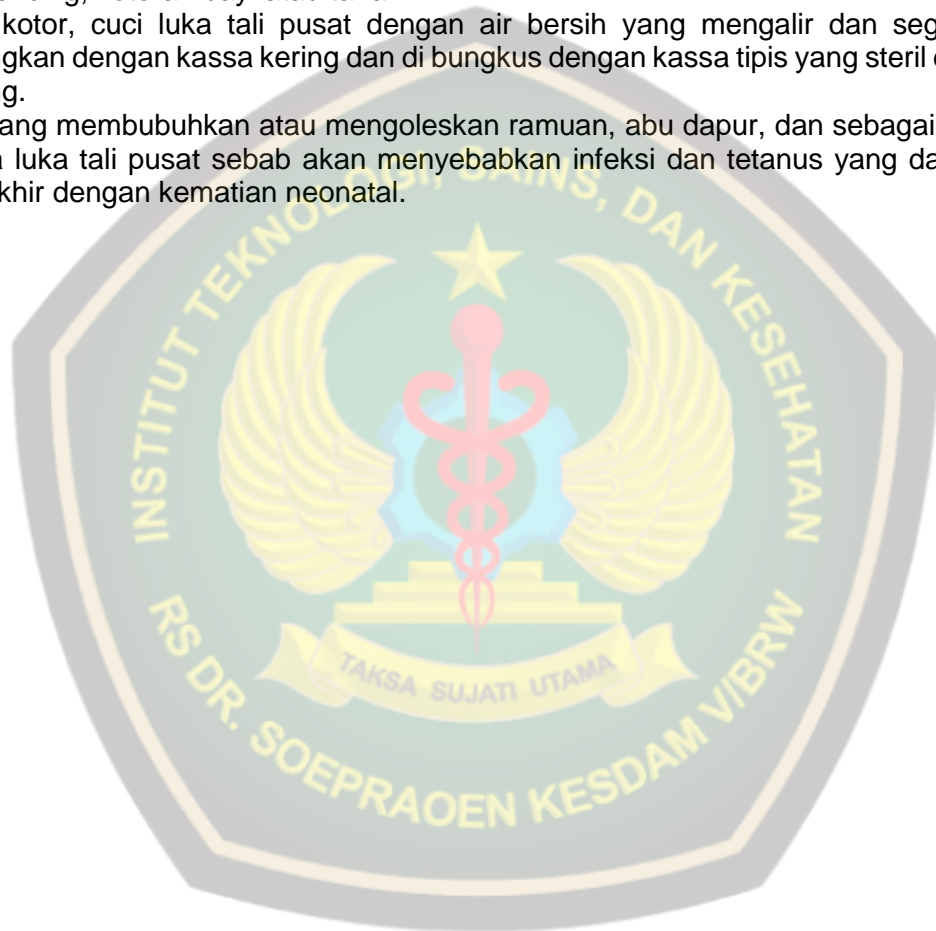 kotor, cuci luka tali pusat dengan air bersih yang mengalir dan seg
ngkan dengan kassa kering dan di bungkus dengan kassa tipis yang steril
g.
ang membubuhkan atau mengoleskan ramuan, abu dapur, dan sebagai
a luka tali pusat sebab akan menyebabkan infeksi dan tetanus yang da
khir dengan kematian neonatal.
INSTITUT TEKNOLOGI, SAINS, DAN KESEHATAN
TAKSA SUJATI UTAMA
RS DR. SOEPRAOEN KESDAM V/BRW